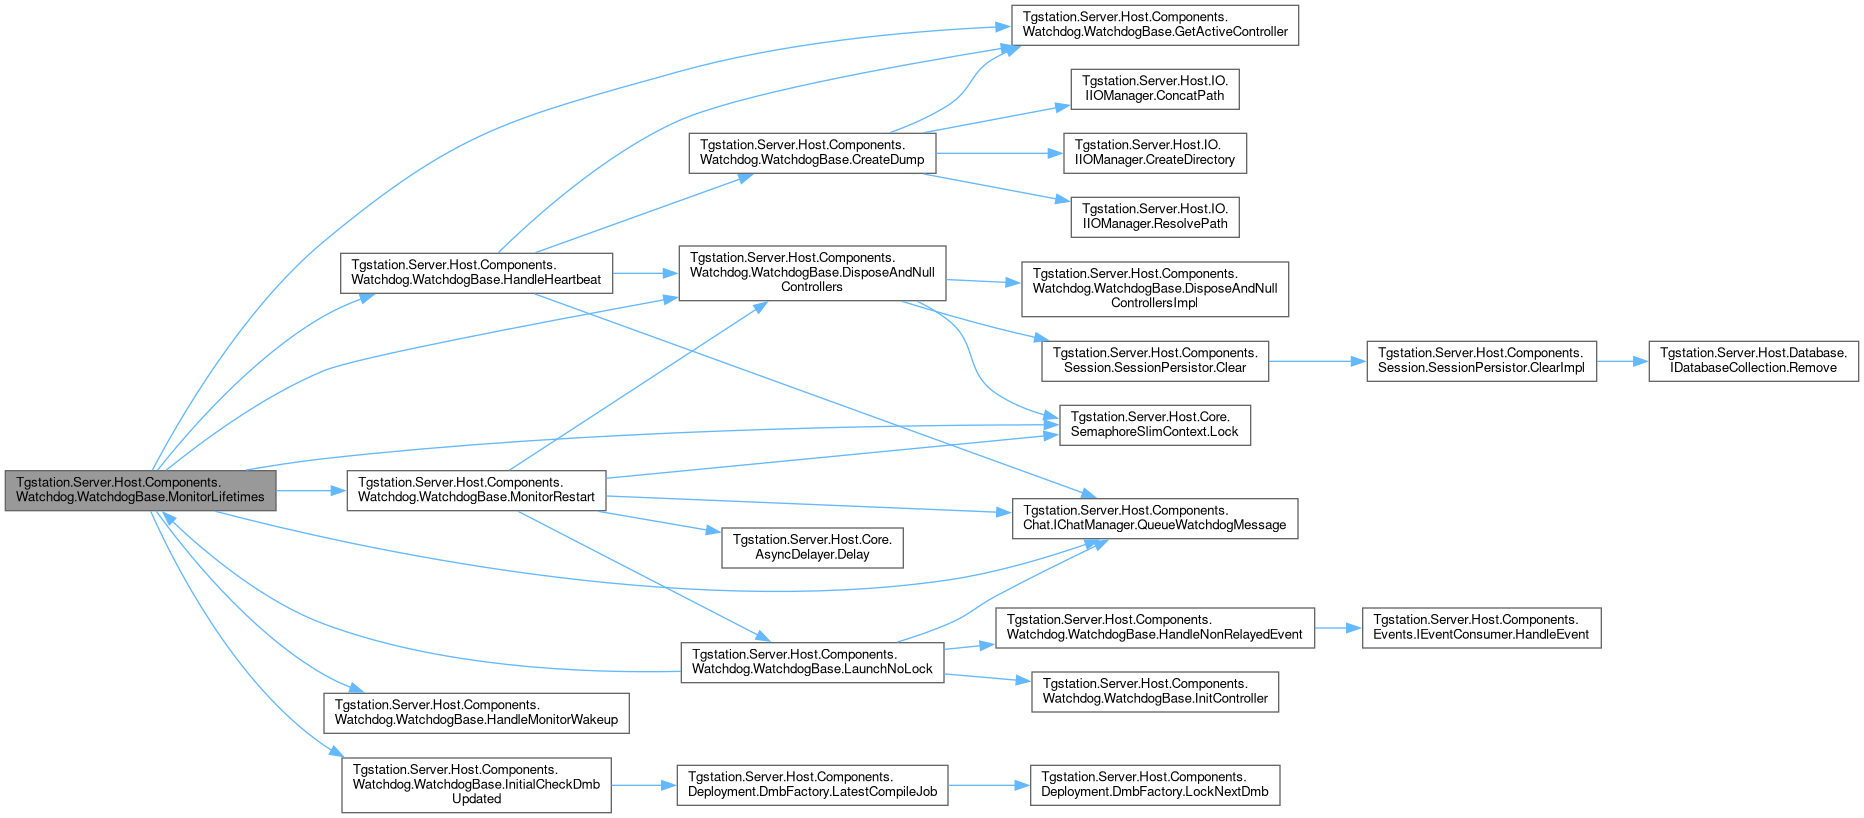 Tgstation.Server.Host.Components.
Watchdog.WatchdogBase.MonitorLifetimes
Tgstation.Server.Host.Components.
Watchdog.WatchdogBase.HandleHeartbeat
Tgstation.Server.Host.Components.
Watchdog.WatchdogBase.MonitorRestart
Tgstation.Server.Host.Components.
Watchdog.WatchdogBase.HandleMonitorWakeup
Tgstation.Server.Host.Components.
Watchdog.WatchdogBase.InitialCheckDmb
Updated
Tgstation.Server.Host.Components.
Watchdog.WatchdogBase.CreateDump
Tgstation.Server.Host.Components.
Watchdog.WatchdogBase.DisposeAndNull
Controllers
Tgstation.Server.Host.Core.
AsyncDelayer.Delay
Tgstation.Server.Host.Components.
Watchdog.WatchdogBase.LaunchNoLock
Tgstation.Server.Host.Components.
Deployment.DmbFactory.LatestCompileJob
Tgstation.Server.Host.Components.
Watchdog.WatchdogBase.GetActiveController
Tgstation.Server.Host.IO.
IIOManager.ConcatPath
Tgstation.Server.Host.IO.
IIOManager.CreateDirectory
Tgstation.Server.Host.IO.
IIOManager.ResolvePath
Tgstation.Server.Host.Components.
Watchdog.WatchdogBase.DisposeAndNull
ControllersImpl
Tgstation.Server.Host.Components.
Session.SessionPersistor.Clear
Tgstation.Server.Host.Core.
SemaphoreSlimContext.Lock
Tgstation.Server.Host.Components.
Chat.IChatManager.QueueWatchdogMessage
Tgstation.Server.Host.Components.
Watchdog.WatchdogBase.HandleNonRelayedEvent
Tgstation.Server.Host.Components.
Watchdog.WatchdogBase.InitController
Tgstation.Server.Host.Components.
Deployment.DmbFactory.LockNextDmb
Tgstation.Server.Host.Components.
Session.SessionPersistor.ClearImpl
Tgstation.Server.Host.Components.
Events.IEventConsumer.HandleEvent
Tgstation.Server.Host.Database.
IDatabaseCollection.Remove